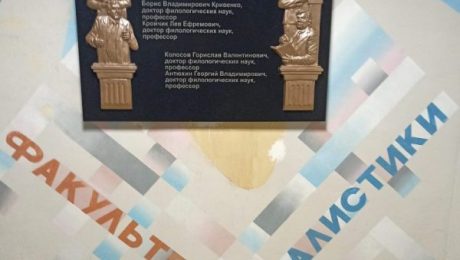 Борис Владимирович Кривенко,
доктор филологических наук,
профессор
Кройчик Лев Ефремович,
доктор филологических наук,
профессор
Колосов Горислав Валентинович,
доктор филологических наук,
профессор
Антюхин Георгий Владимирович,
доктор филологических наук,
профессор
ФАКУЛЬТЕ
АЛИСТИКИ